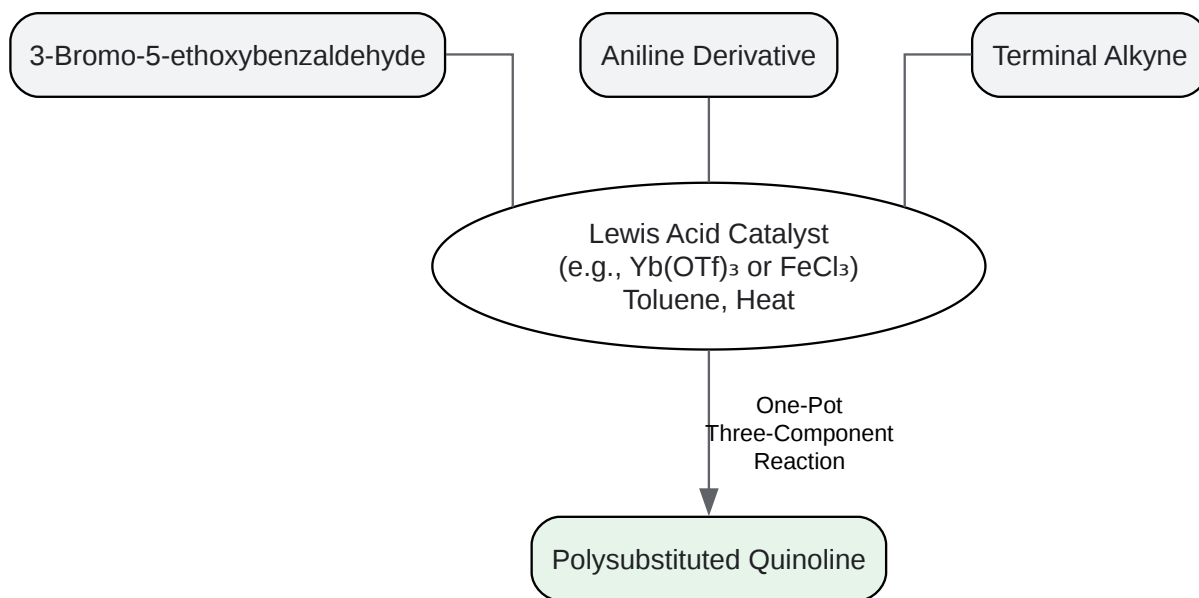 3-Bromo-5-ethoxybenzaldehyde
Aniline Derivative
Terminal Alkyne
Lewis Acid Catalyst
(e.g., Yb(OTf)₃ or FeCl₃)
Toluene, Heat
One-Pot
Three-Component
Reaction
Polysubstituted Quinoline